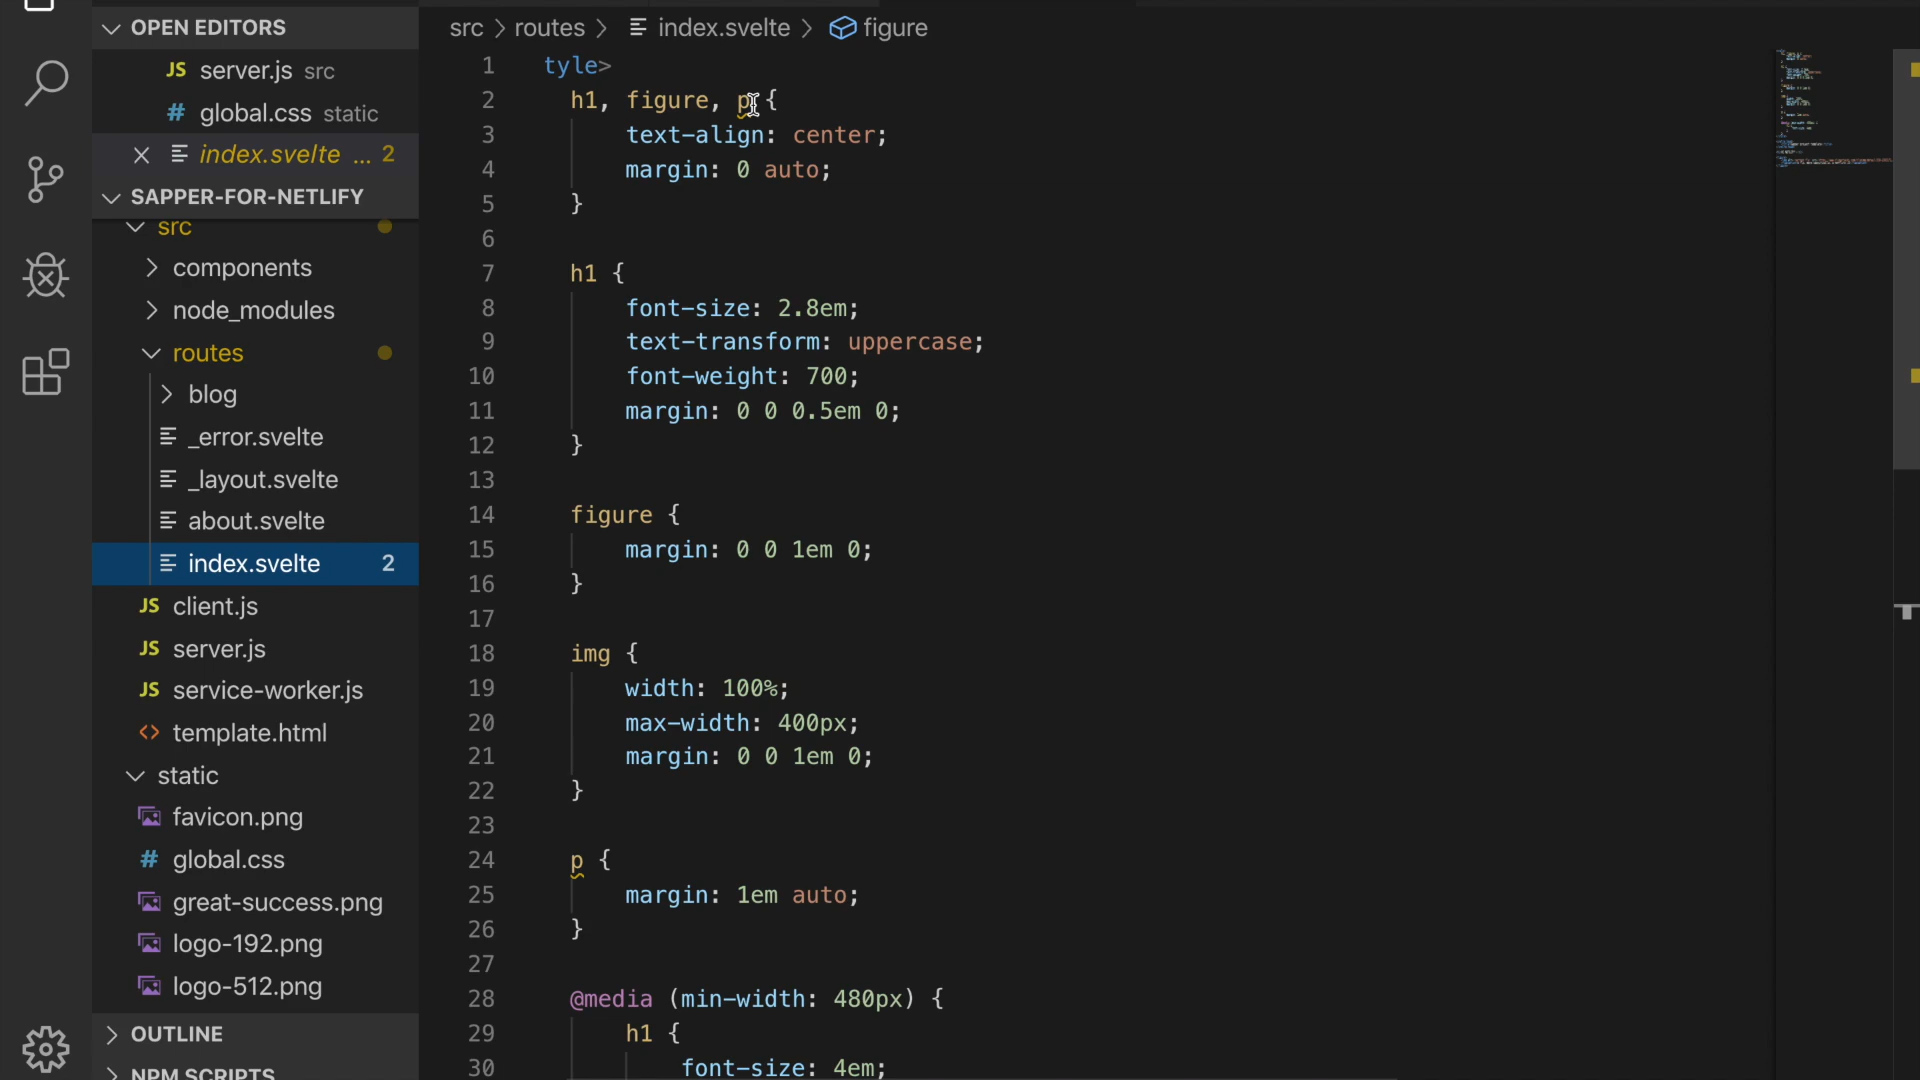 OPEN EDITORS
JS server.js src
# global.css static
index.svelte ... 2
SAPPER-FOR-NETLIFY
src
components
node_modules
routes
blog
_error.svelte
_layout.svelte
about.svelte
index.svelte 2
JS client.js
JS server.js
JS service-worker.js
<> template.html
static
favicon.png
# global.css
great-success.png
logo-192.png
logo-512.png
OUTLINE
NPM SCRIPTS
src > routes > index.svelte > figure
1 tyle>
2 h1, figure, p {
3 text-align: center;
4 margin: 0 auto;
5 }
6
7 h1 {
8 font-size: 2.8em;
9 text-transform: uppercase;
10 font-weight: 700;
11 margin: 0 0 0.5em 0;
12 }
13
14 figure {
15 margin: 0 0 1em 0;
16 }
17
18 img {
19 width: 100%;
20 max-width: 400px;
21 margin: 0 0 1em 0;
22 }
23
24 p {
25 margin: 1em auto;
26 }
27
28 @media (min-width: 480px) {
29 h1 {
30 font-size: 4em;